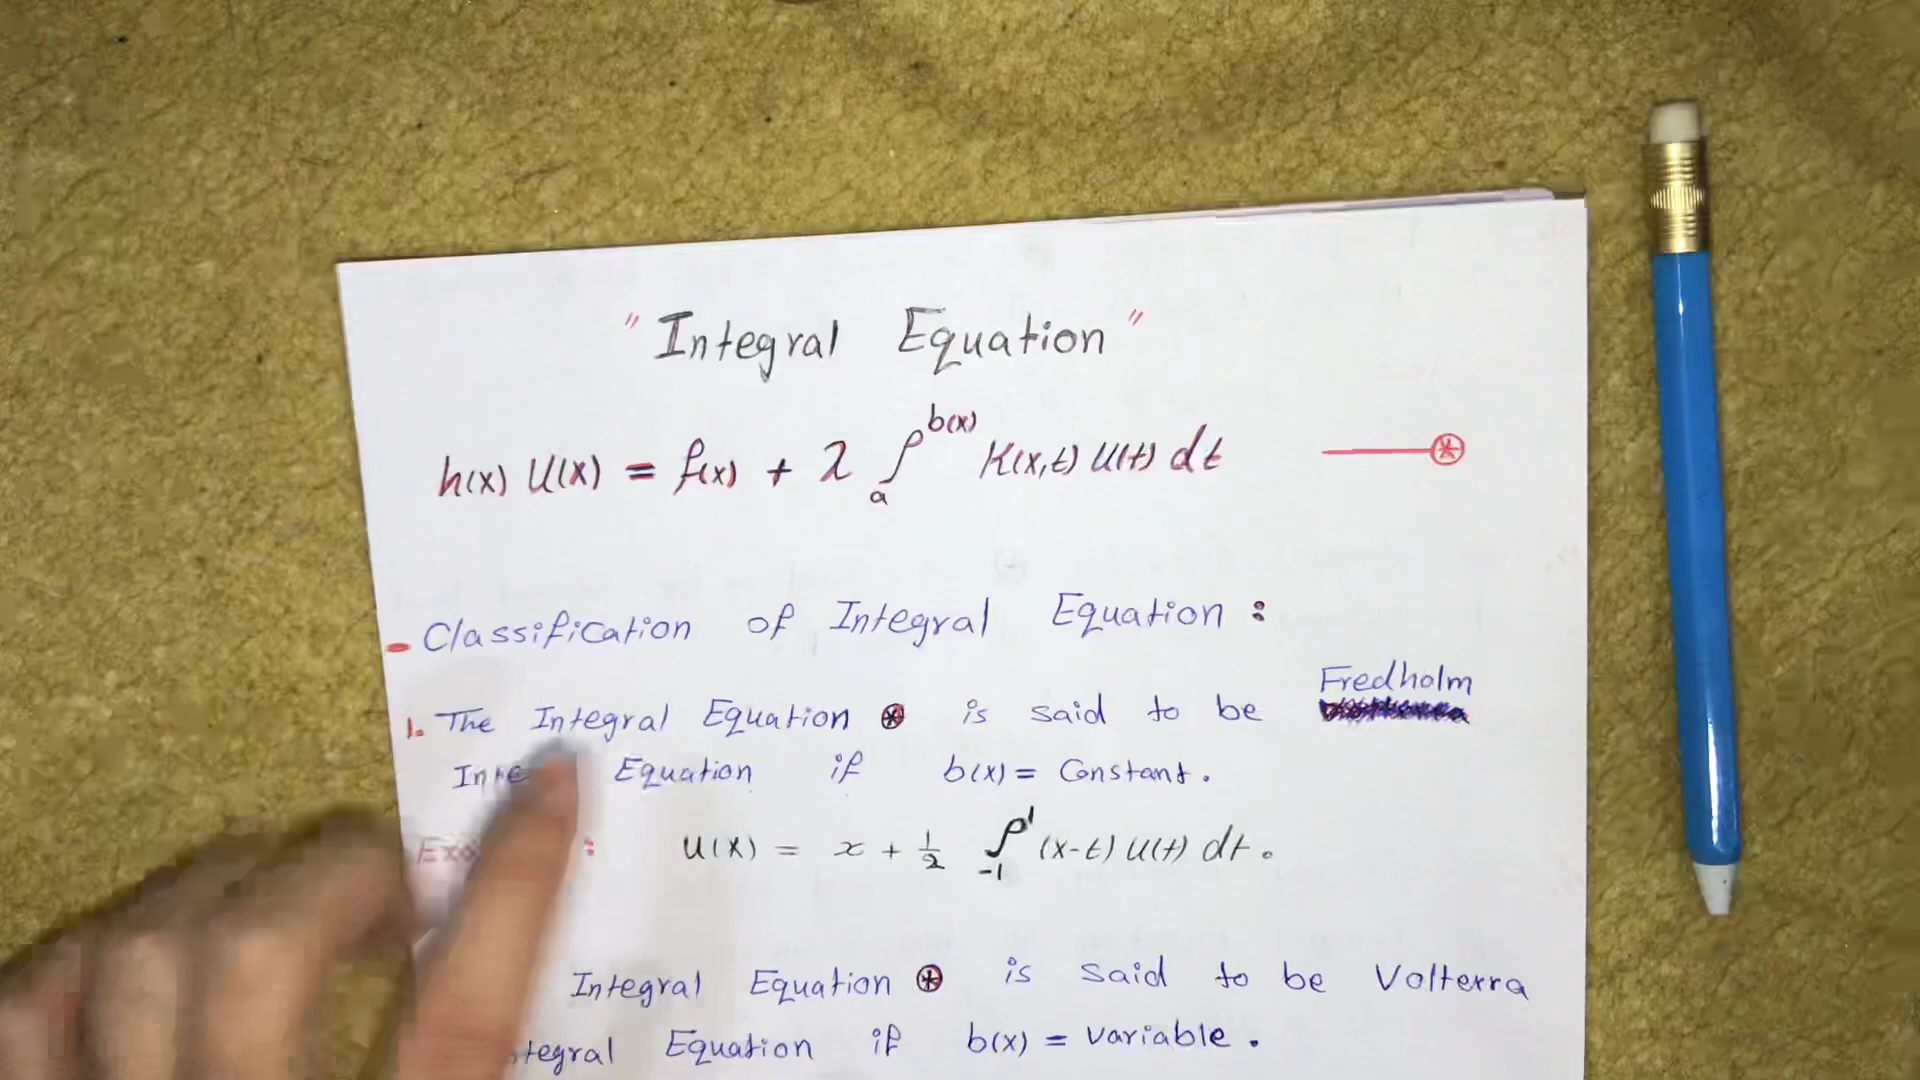 " Integral Equation "
h(x) u(x) = f(x) + λ ∫_a^{b(x)} K(x,t) u(t) dt ——⊛
- Classification of Integral Equation :
Fredholm
1. The Integral Equation ⊛ is said to be
Equation if b(x) = Constant.
: u(x) = x + 1/2 ∫_{-1}^{1} (x-t) u(t) dt.
Integral Equation ⊛ is said to be Volterra
tegral Equation if b(x) = variable.